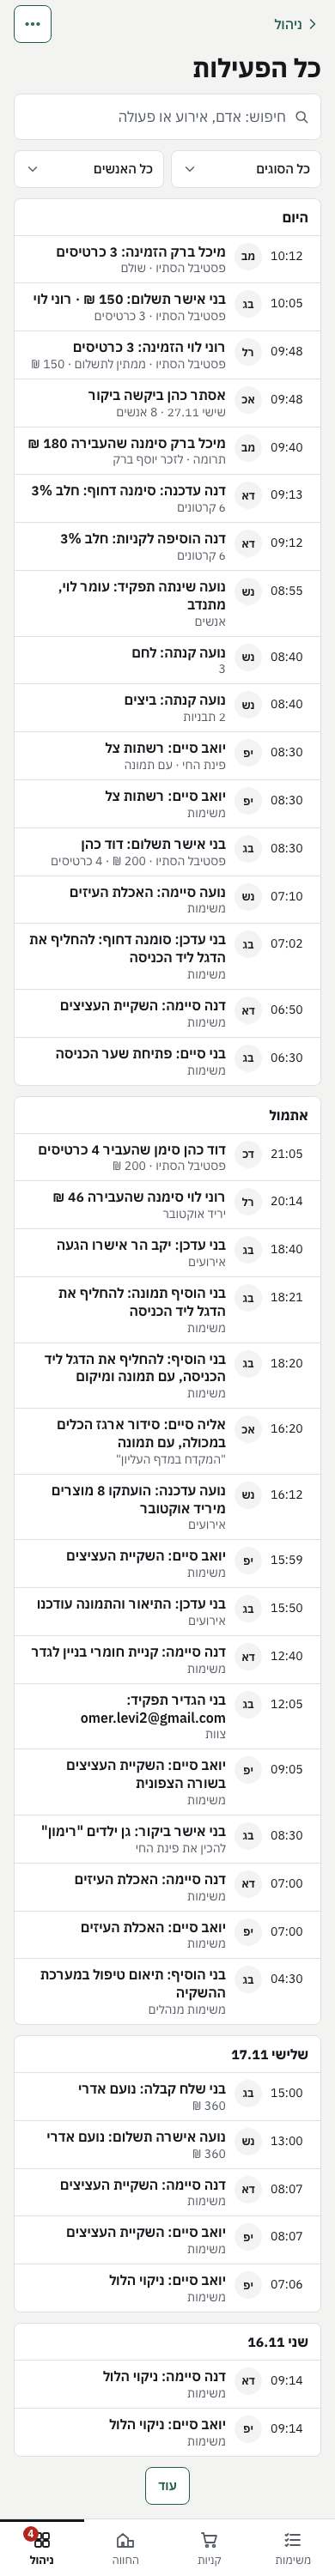 ניהול
כל הפעילות
חיפוש: אדם, אירוע או פעולה
כל הסוגים
כל האנשים
היום
10:12 מב מיכל ברק הזמינה: 3 כרטיסים
פסטיבל הסתיו · שולם
10:05 בג בני אישר תשלום: 150 ₪ · רוני לוי
פסטיבל הסתיו · 3 כרטיסים
09:48 רל רוני לוי הזמינה: 3 כרטיסים
פסטיבל הסתיו · ממתין לתשלום · 150 ₪
09:48 אכ אסתר כהן ביקשה ביקור
שישי 27.11 · 8 אנשים
09:40 מב מיכל ברק סימנה שהעבירה 180 ₪
תרומה · לזכר יוסף ברק
09:13 דא דנה עדכנה: סימנה דחוף: חלב 3%
6 קרטונים
09:12 דא דנה הוסיפה לקניות: חלב 3%
6 קרטונים
08:55 נש נועה שינתה תפקיד: עומר לוי,
מתנדב
אנשים
08:40 נש נועה קנתה: לחם
3
08:40 נש נועה קנתה: ביצים
2 תבניות
08:30 יפ יואב סיים: רשתות צל
פינת החי · עם תמונה
08:30 יפ יואב סיים: רשתות צל
משימות
08:30 בג בני אישר תשלום: דוד כהן
פסטיבל הסתיו · 200 ₪ · 4 כרטיסים
07:10 נש נועה סיימה: האכלת העיזים
משימות
07:02 בג בני עדכן: סומנה דחוף: להחליף את
הדגל ליד הכניסה
משימות
06:50 דא דנה סיימה: השקיית העציצים
משימות
06:30 בג בני סיים: פתיחת שער הכניסה
משימות
אתמול
21:05 דכ דוד כהן סימן שהעביר 4 כרטיסים
פסטיבל הסתיו · 200 ₪
20:14 רל רוני לוי סימנה שהעבירה 46 ₪
יריד אוקטובר
18:40 בג בני עדכן: יקב הר אישרו הגעה
אירועים
18:21 בג בני הוסיף תמונה: להחליף את
הדגל ליד הכניסה
משימות
18:20 בג בני הוסיף: להחליף את הדגל ליד
הכניסה, עם תמונה ומיקום
משימות
16:20 אכ אליה סיים: סידור ארגז הכלים
במכולה, עם תמונה
"המקדח במדף העליון"
16:12 נש נועה עדכנה: הועתקו 8 מוצרים
מיריד אוקטובר
אירועים
15:59 יפ יואב סיים: השקיית העציצים
משימות
15:50 בג בני עדכן: התיאור והתמונה עודכנו
אירועים
12:40 דא דנה סיימה: קניית חומרי בניין לגדר
משימות
12:05 בג בני הגדיר תפקיד:
omer.levi2@gmail.com
צוות
09:05 יפ יואב סיים: השקיית העציצים
בשורה הצפונית
משימות
08:30 בג בני אישר ביקור: גן ילדים "רימון"
להכין את פינת החי
07:00 דא דנה סיימה: האכלת העיזים
משימות
07:00 יפ יואב סיים: האכלת העיזים
משימות
04:30 בג בני הוסיף: תיאום טיפול במערכת
ההשקיה
משימות מנהלים
שלישי 17.11
15:00 בג בני שלח קבלה: נועם אדרי
360 ₪
13:00 נש נועה אישרה תשלום: נועם אדרי
360 ₪
08:07 דא דנה סיימה: השקיית העציצים
משימות
08:07 יפ יואב סיים: השקיית העציצים
משימות
07:06 יפ יואב סיים: ניקוי הלול
משימות
שני 16.11
09:14 דא דנה סיימה: ניקוי הלול
משימות
09:14 יפ יואב סיים: ניקוי הלול
משימות
עוד
משימות
קניות
החווה
4
ניהול